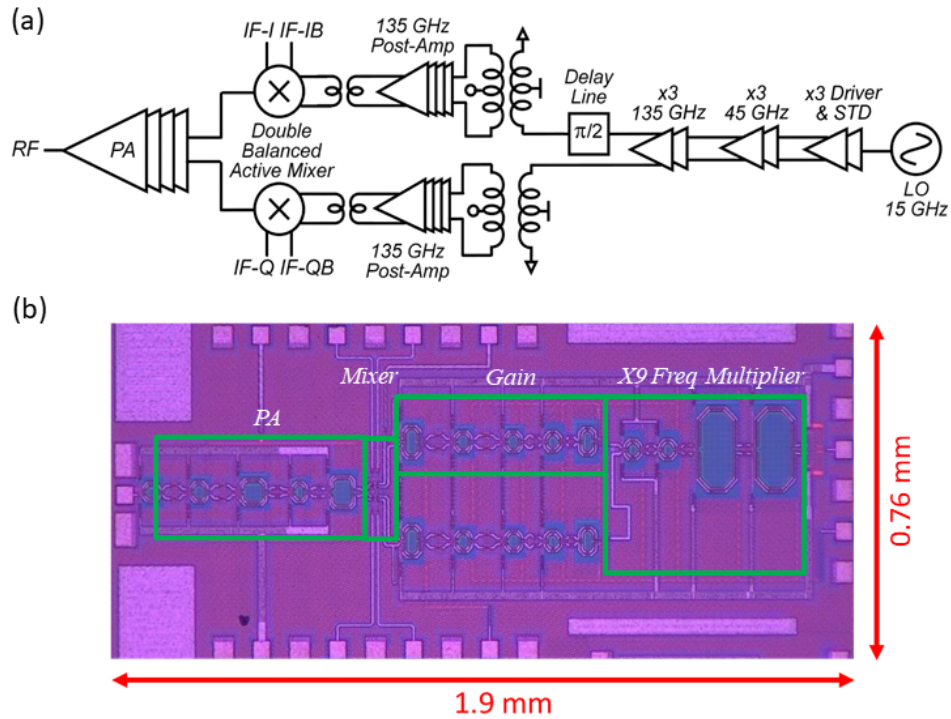 (a)
IF-I IF-IB
135 GHz
Post-Amp
Delay
Line
π/2
x3
135 GHz
x3
45 GHz
x3 Driver
& STD
LO
15 GHz
RF
PA
Double
Balanced
Active Mixer
IF-Q IF-QB
135 GHz
Post-Amp
(b)
PA
Mixer
Gain
X9 Freq Multiplier
0.76 mm
1.9 mm